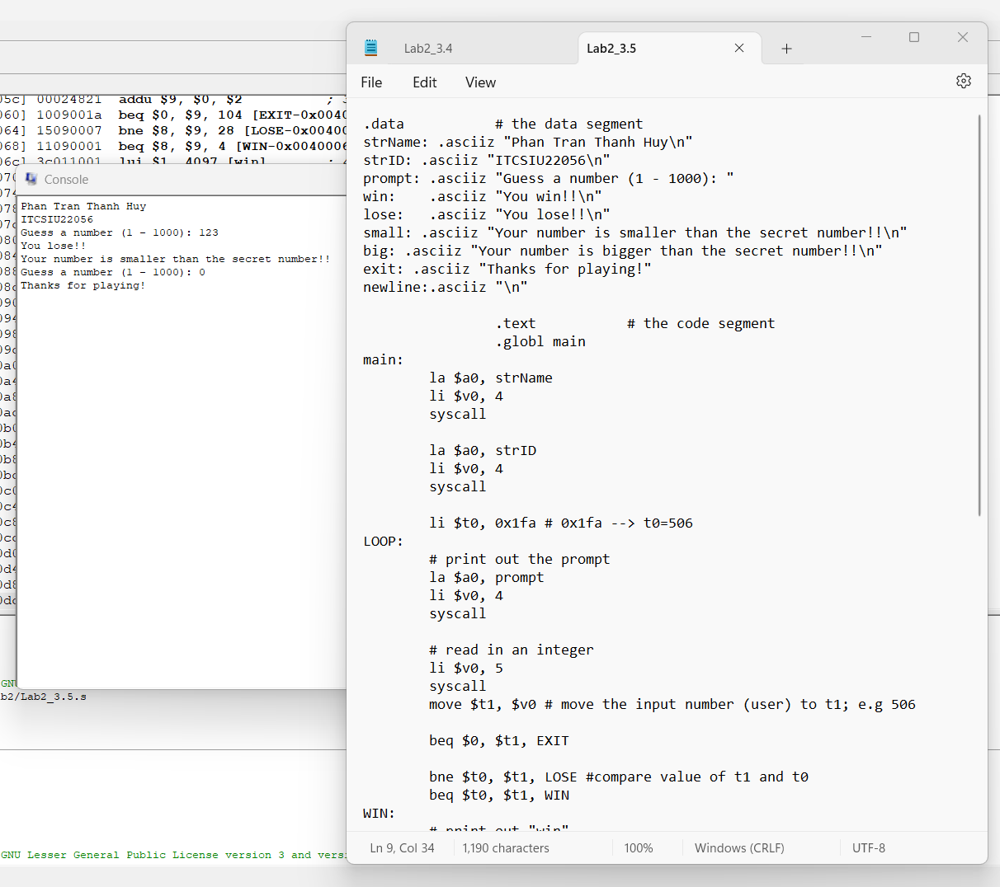 05c] 00024821 addu $9, $0, $2 ;
060] 1009001a beq $0, $9, 104 [EXIT-0x0040
064] 15090007 bne $8, $9, 28 [LOSE-0x00400
068] 11090001 beq $8, $9, 4 [WIN-0x0040006
06c] 3c011001 lui $1, 4097 [win] ;
Console
Phan Tran Thanh Huy
ITCSIU22056
Guess a number (1 - 1000): 123
You lose!!
Your number is smaller than the secret number!!
Guess a number (1 - 1000): 0
Thanks for playing!
GNU
b2/Lab2_3.5.s
GNU Lesser General Public License version 3 and versi
Lab2_3.4
Lab2_3.5
File Edit View
.data # the data segment
strName: .asciiz "Phan Tran Thanh Huy\n"
strID: .asciiz "ITCSIU22056\n"
prompt: .asciiz "Guess a number (1 - 1000): "
win: .asciiz "You win!!\n"
lose: .asciiz "You lose!!\n"
small: .asciiz "Your number is smaller than the secret number!!\n"
big: .asciiz "Your number is bigger than the secret number!!\n"
exit: .asciiz "Thanks for playing!"
newline:.asciiz "\n"
.text # the code segment
.globl main
main:
la $a0, strName
li $v0, 4
syscall
la $a0, strID
li $v0, 4
syscall
li $t0, 0x1fa # 0x1fa --> t0=506
LOOP:
# print out the prompt
la $a0, prompt
li $v0, 4
syscall
# read in an integer
li $v0, 5
syscall
move $t1, $v0 # move the input number (user) to t1; e.g 506
beq $0, $t1, EXIT
bne $t0, $t1, LOSE #compare value of t1 and t0
beq $t0, $t1, WIN
WIN:
# print out "win"
Ln 9, Col 34 1,190 characters 100% Windows (CRLF) UTF-8